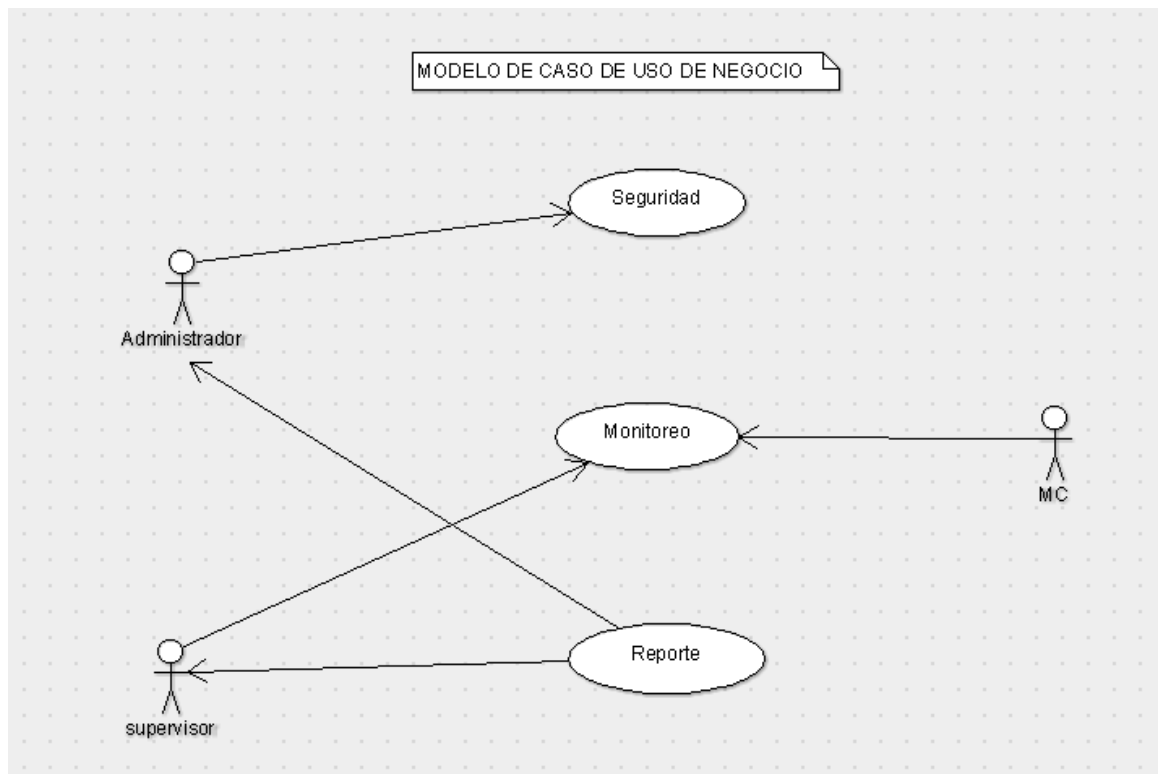 MODELO DE CASO DE USO DE NEGOCIO
Seguridad
Administrador
Monitoreo
MC
Reporte
supervisor